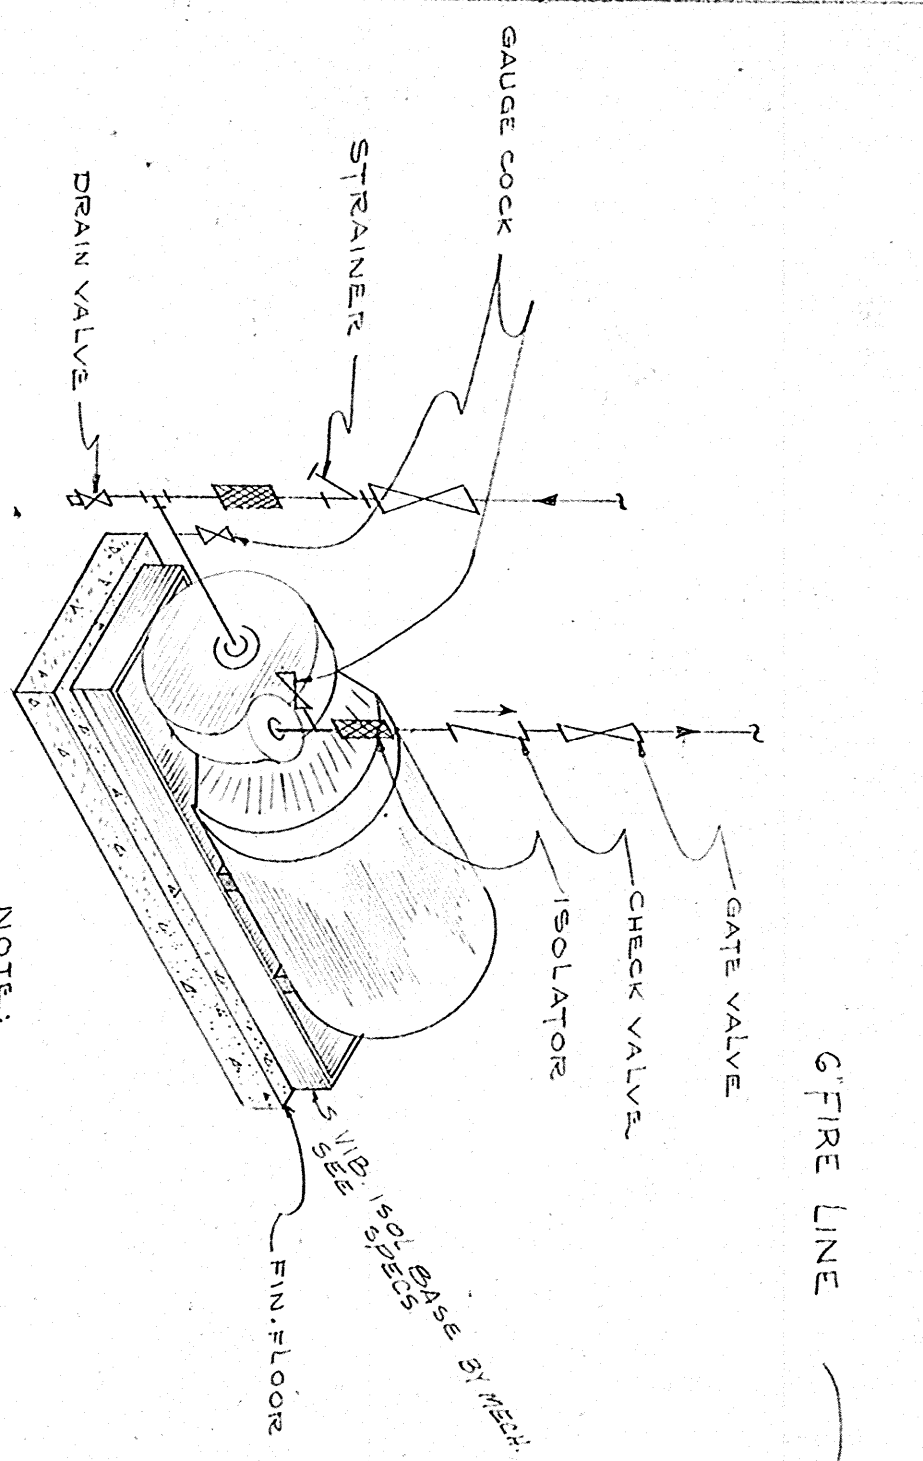 GAUGE COCK
STRAINER
DRAIN VALVE
GATE VALVE
CHECK VALVE
ISOLATOR
6" FIRE LINE
VIB. ISOL BASE BY MECH.
SEE SPECS
FIN. FLOOR
NOTE: